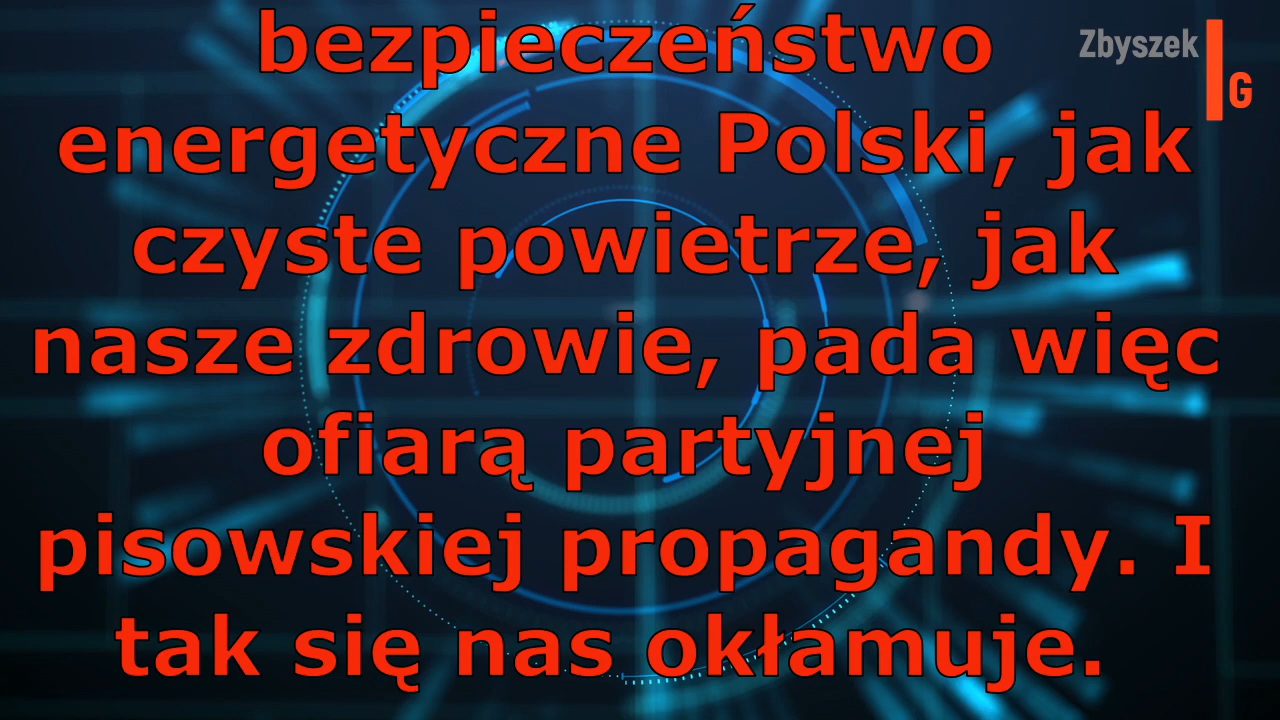 bezpieczeństwo
Zbyszek
G
energetyczne Polski, jak
czyste powietrze, jak
nasze zdrowie, pada więc
ofiarą partyjnej
pisowskiej propagandy. I
tak się nas okłamuje.